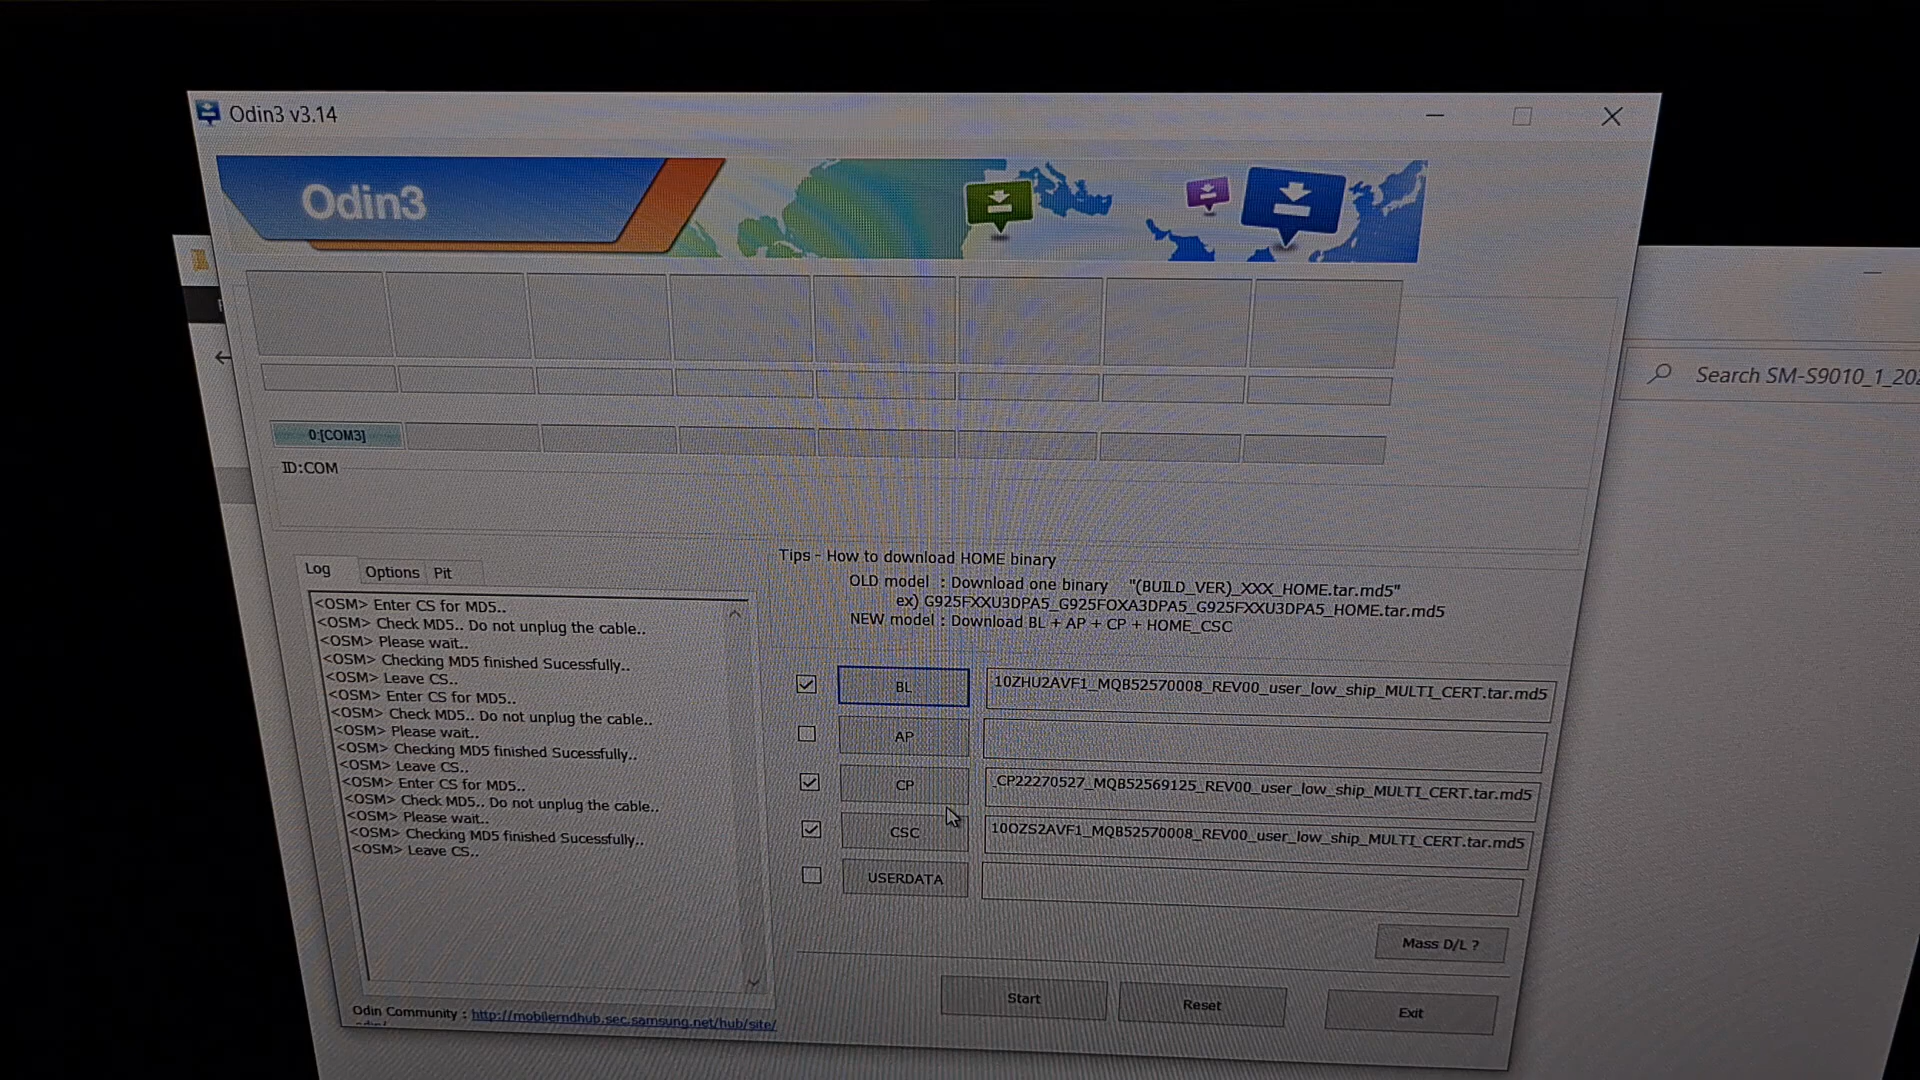 Odin3 v3.14
Odin3
Search SM-S9010_1_202
0:[COM3]
ID:COM
Log
Options
Pit
<OSM> Enter CS for MD5..
<OSM> Check MD5.. Do not unplug the cable..
<OSM> Please wait..
<OSM> Checking MD5 finished Sucessfully..
<OSM> Leave CS..
<OSM> Enter CS for MD5..
<OSM> Check MD5.. Do not unplug the cable..
<OSM> Please wait..
<OSM> Checking MD5 finished Sucessfully..
<OSM> Leave CS..
<OSM> Enter CS for MD5..
<OSM> Check MD5.. Do not unplug the cable..
<OSM> Please wait..
<OSM> Checking MD5 finished Sucessfully..
<OSM> Leave CS..
Tips - How to download HOME binary
OLD model : Download one binary "(BUILD_VER)_XXX_HOME.tar.md5"
ex) G925FXXU3DPA5_G925FOXA3DPA5_G925FXXU3DPA5_HOME.tar.md5
NEW model : Download BL + AP + CP + HOME_CSC
BL 10ZHU2AVF1_MQB52570008_REV00_user_low_ship_MULTI_CERT.tar.md5
AP
CP _CP22270527_MQB52569125_REV00_user_low_ship_MULTI_CERT.tar.md5
CSC 10OZS2AVF1_MQB52570008_REV00_user_low_ship_MULTI_CERT.tar.md5
USERDATA
Mass D/L ?
Start
Reset
Exit
Odin Community : http://mobilerndhub.sec.samsung.net/hub/site/